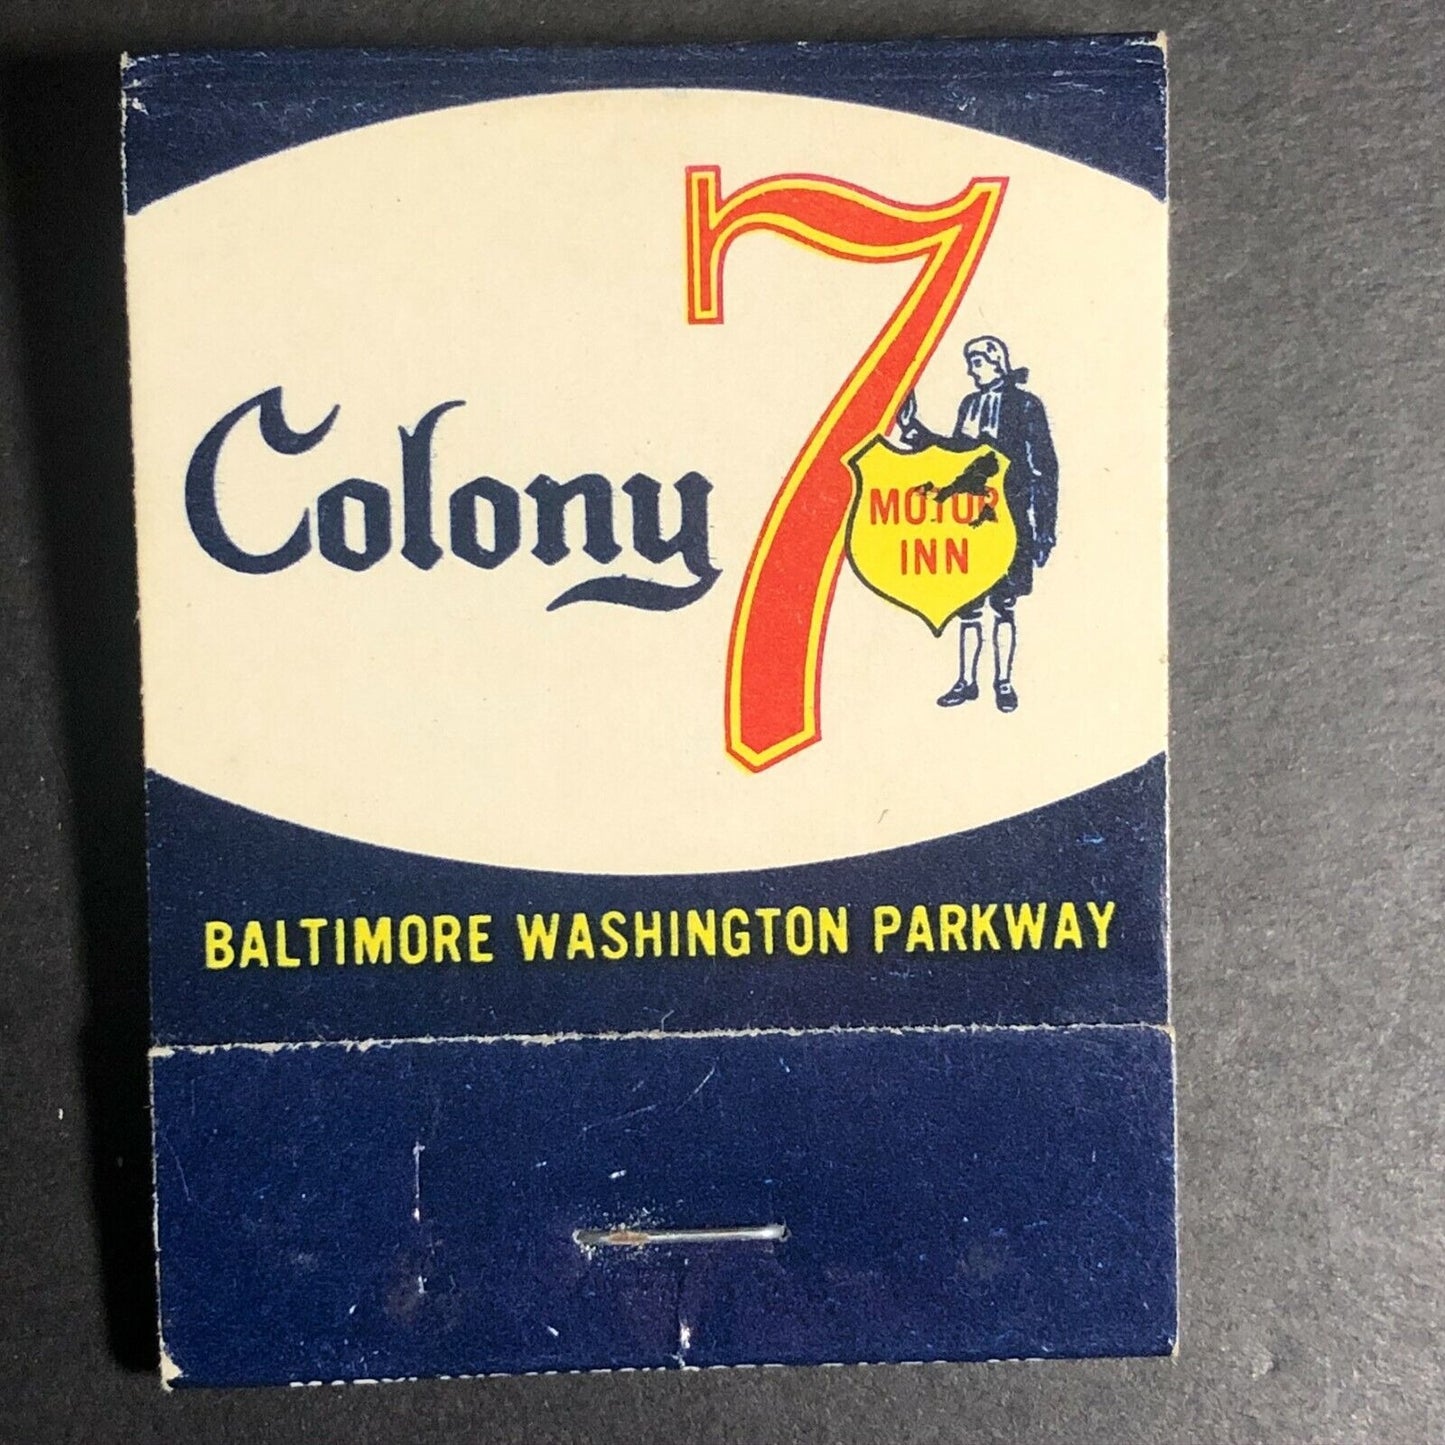 Colony 7
MOTOR
INN
BALTIMORE WASHINGTON PARKWAY